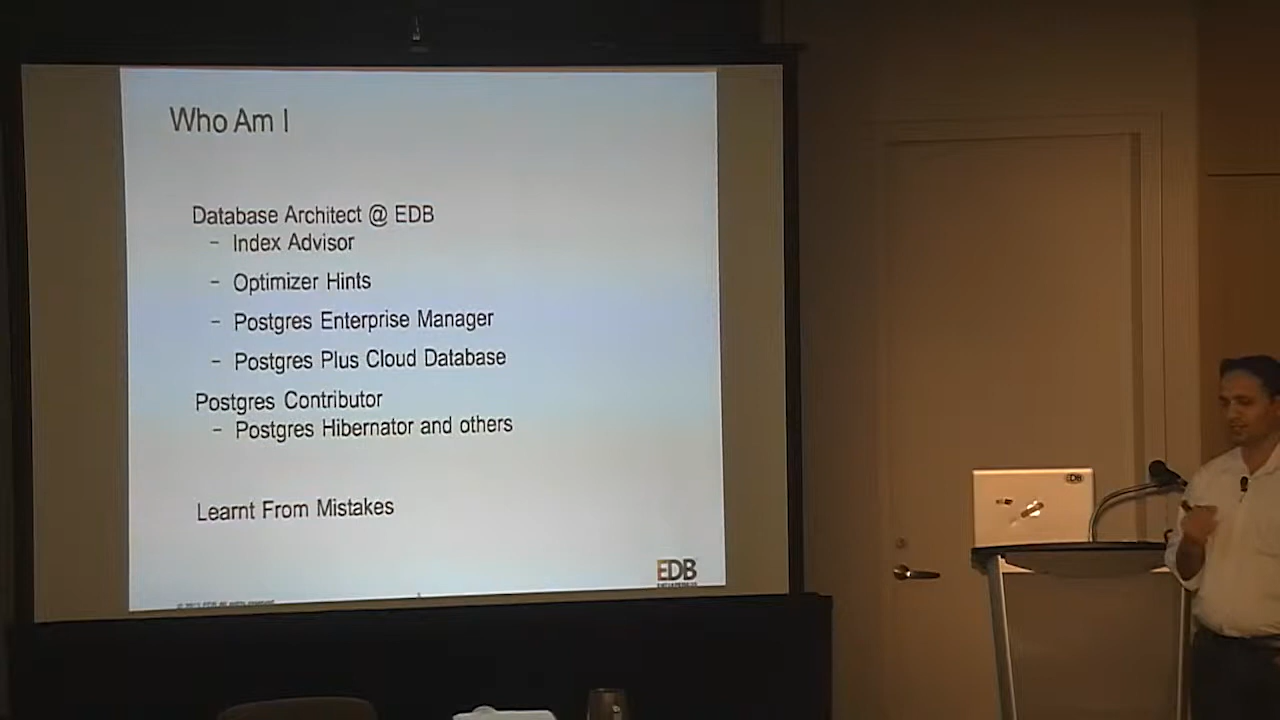 Who Am I
Database Architect @ EDB
- Index Advisor
- Optimizer Hints
- Postgres Enterprise Manager
- Postgres Plus Cloud Database
Postgres Contributor
- Postgres Hibernator and others
Learnt From Mistakes
EDB
EDB